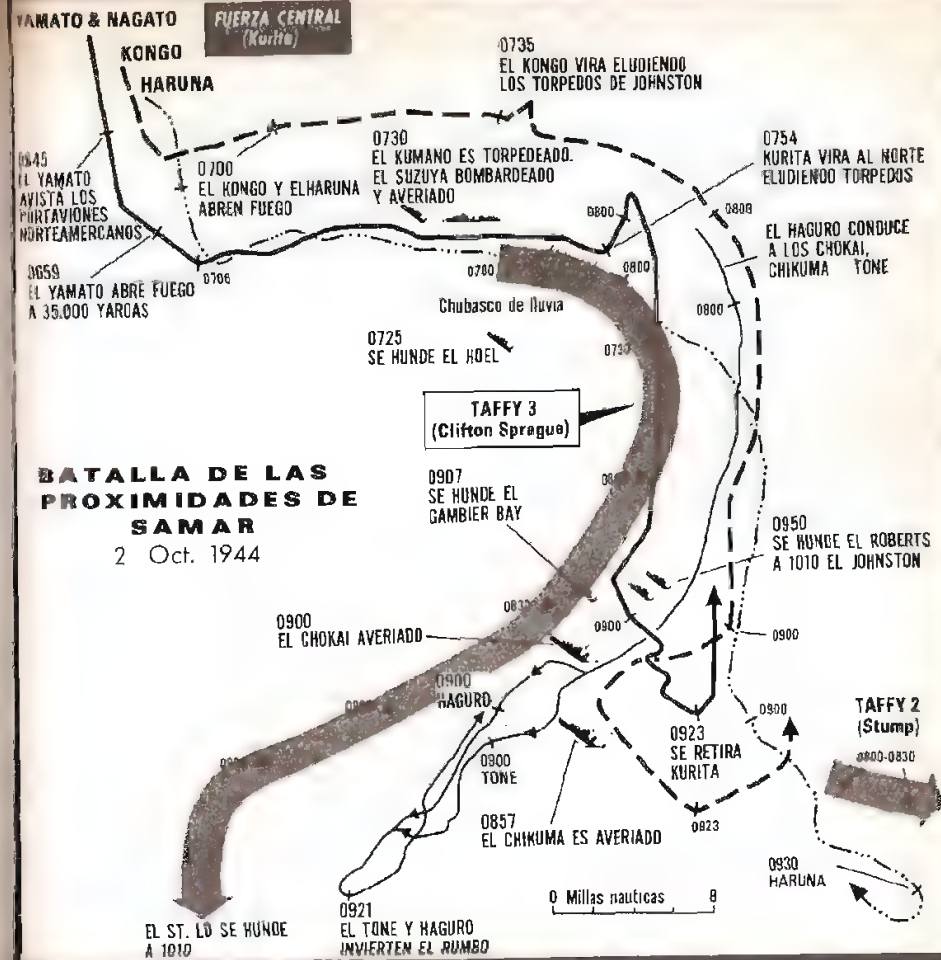 YAMATO & NAGATO
FUERZA CENTRAL
(Kurita)
KONGO
HARUNA
0735
EL KONGO VIRA ELUDIENDO
LOS TORPEDOS DE JOHNSTON
0645
EL YAMATO
AVISTA LOS
PORTAVIONES
NORTEAMERCANOS
0700
EL KONGO Y ELHARUNA
ABREN FUEGO
0730
EL KUMANO ES TORPEDEADO.
EL SUZUYA BOMBARDEADO
Y AVERIADO
0754
KURITA VIRA AL NORTE
ELUDIENDO TORPEDOS
0800
0808
EL HAGURO CONDUCE
A LOS CHOKAI,
CHIKUMA TONE
0659
EL YAMATO ABRE FUEGO
A 35.000 YARDAS
0706
0700
0800
0800
Chubasco de lluvia
0725
SE HUNDE EL HOEL
0730
TAFFY 3
(Clifton Sprague)
BATALLA DE LAS
PROXIMIDADES DE
SAMAR
2 Oct. 1944
0907
SE HUNDE EL
GAMBIER BAY
0950
SE HUNDE EL ROBERTS
A 1010 EL JOHNSTON
0830
0900
EL CHOKAI AVERIADO
0900
0900
0900
HAGURO
0900
TONE
0923
SE RETIRA
KURITA
0900
TAFFY 2
(Stump)
0800-0830
0857
EL CHIKUMA ES AVERIADO
0823
0930
HARUNA
0 Millas nauticas 8
0921
EL TONE Y HAGURO
INVIERTEN EL RUMBO
EL ST. LO SE HUNDE
A 1010